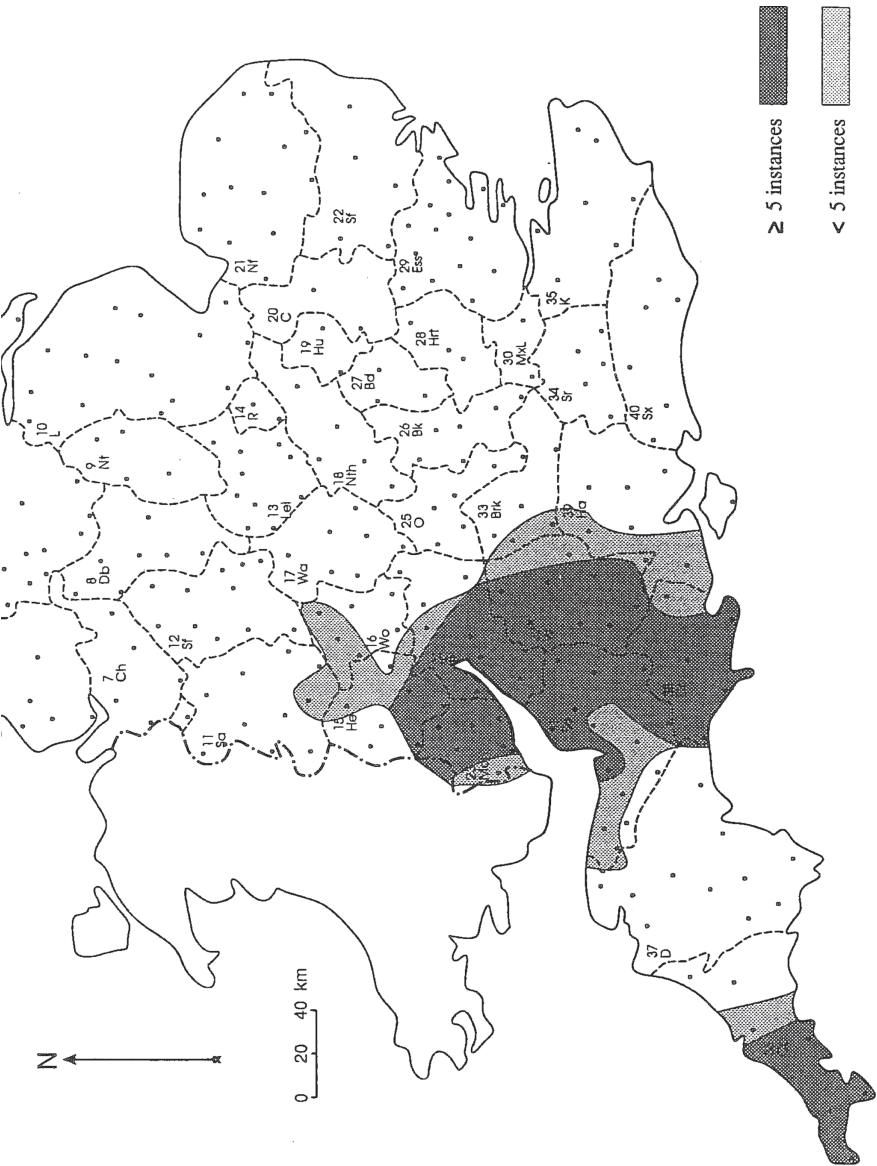 N
0 20 40 km
7
Ch
8
Db
9
Nt
10
L
11
Sa
12
Sf
13
Lei
14
R
15
He
16
Wo
17
Wa
18
Nth
19
Hu
20
C
21
Nf
22
Sf
25
O
26
Bk
27
Bd
28
Hrt
29
Ess
30
MxL
33
Brk
34
Sr
35
K
37
D
40
Sx
≥ 5 instances
< 5 instances